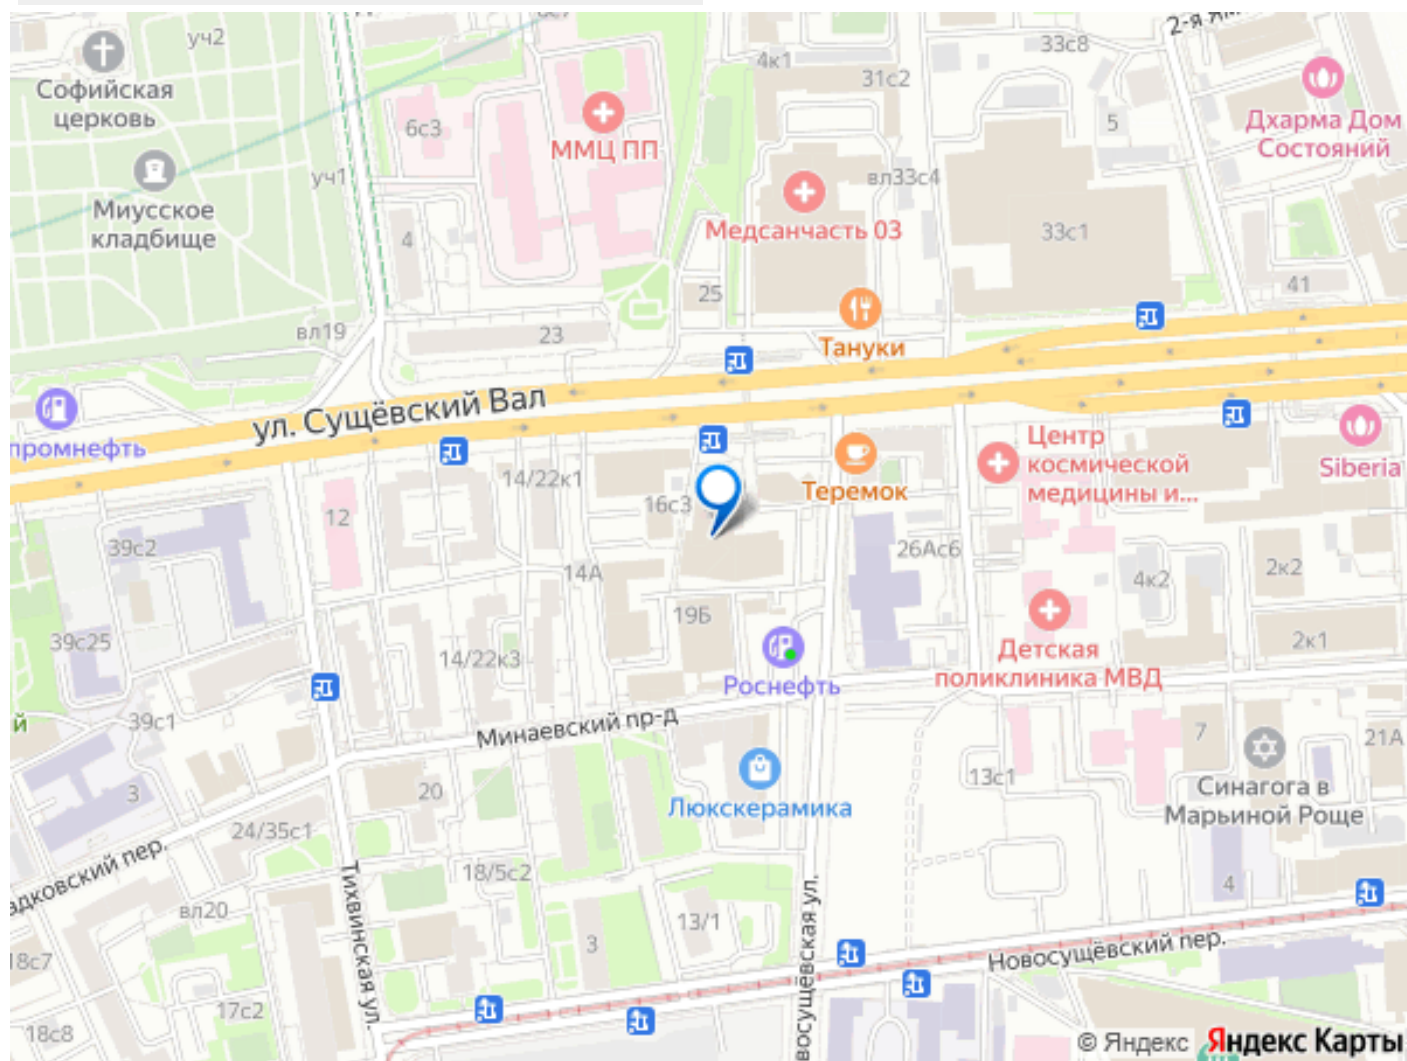 уч2
Софийская
церковь
Миусское
кладбище
уч1
6с3
4
ММЦ ПП
4к1
31с2
33с8
5
Дхарма Дом
Состояний
вл33с4
Медсанчасть 03
33с1
25
41
вл19
23
Тануки
ул. Сущёвский Вал
промнефть
Центр
космической
медицины и...
Siberia
Теремок
14/22к1
16с3
12
39с2
14А
26Ас6
4к2
2к2
39с25
19Б
14/22к3
Роснефть
Детская
поликлиника МВД
2к1
й
39с1
Минаевский пр-д
7
21А
13с1
Синагога в
Марьиной Роще
Люкскерамика
3
20
24/35с1
адковский пер.
18/5с2
вл20
Тихвинская ул.
13/1
3
4
восущёвская ул.
Новосущёвский пер.
18с7
17с2
18с8
© Яндекс Яндекс Карты